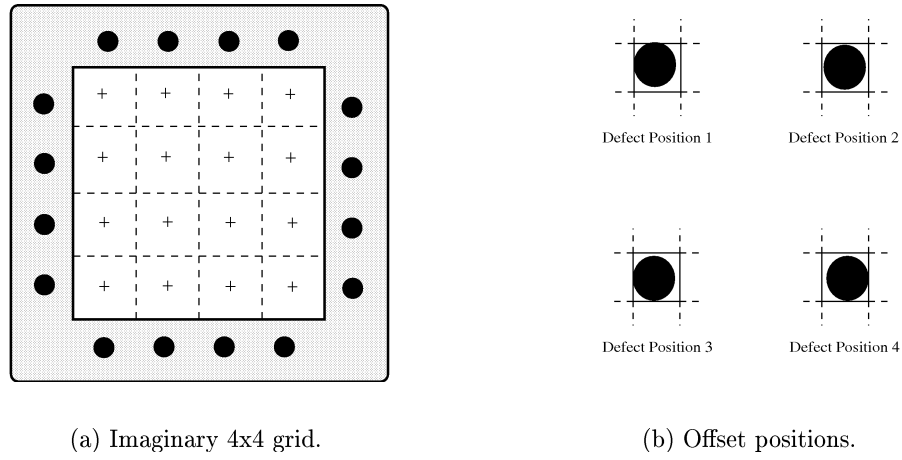 Defect Position 1
Defect Position 2
Defect Position 3
Defect Position 4
(a) Imaginary 4x4 grid.
(b) Offset positions.